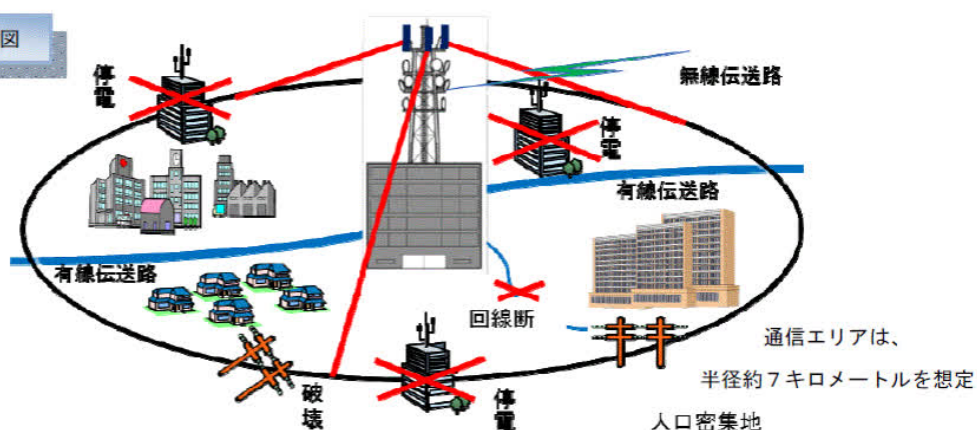 図
停電
無線伝送路
停電
有線伝送路
有線伝送路
回線断
通信エリアは、
半径約7キロメートルを想定
破壊
停電
人口密集地